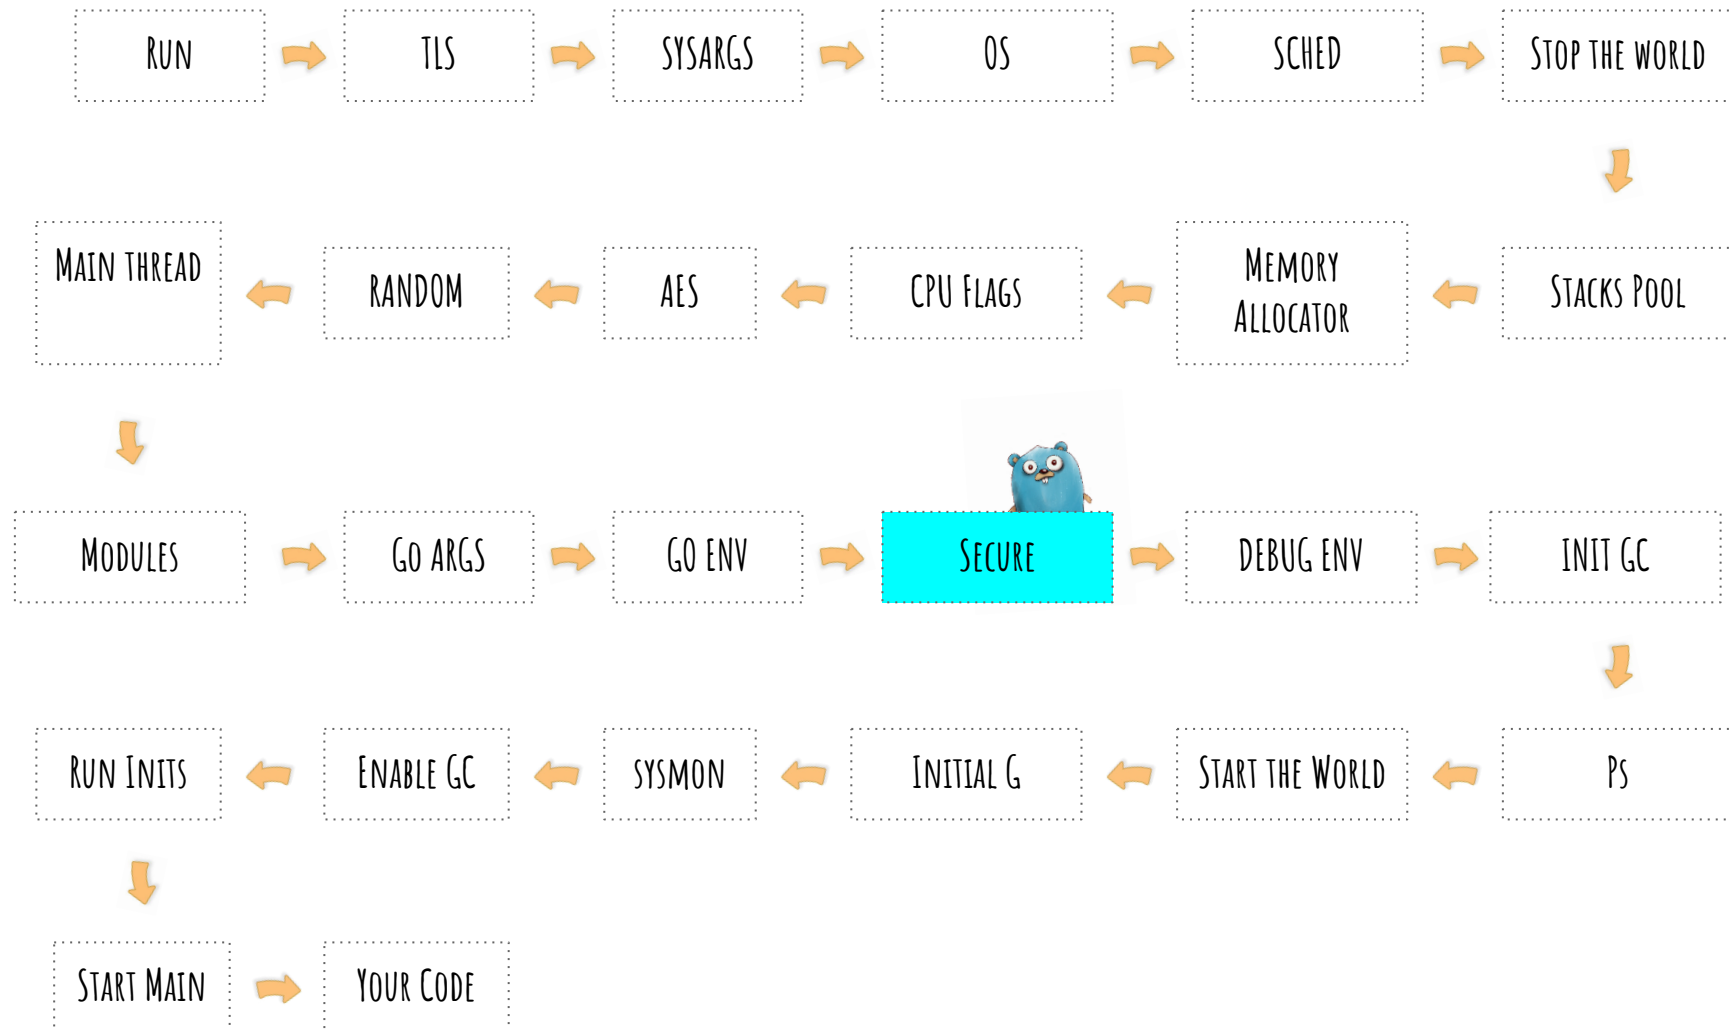 Run
TLS
SYSARGS
OS
SCHED
Stop the world
Main thread
RANDOM
AES
CPU Flags
Memory
Allocator
Stacks Pool
Modules
Go ARGS
GO ENV
Secure
DEBUG ENV
INIT GC
Run Inits
Enable GC
sysmon
Initial G
Start the World
Ps
Start Main
Your Code